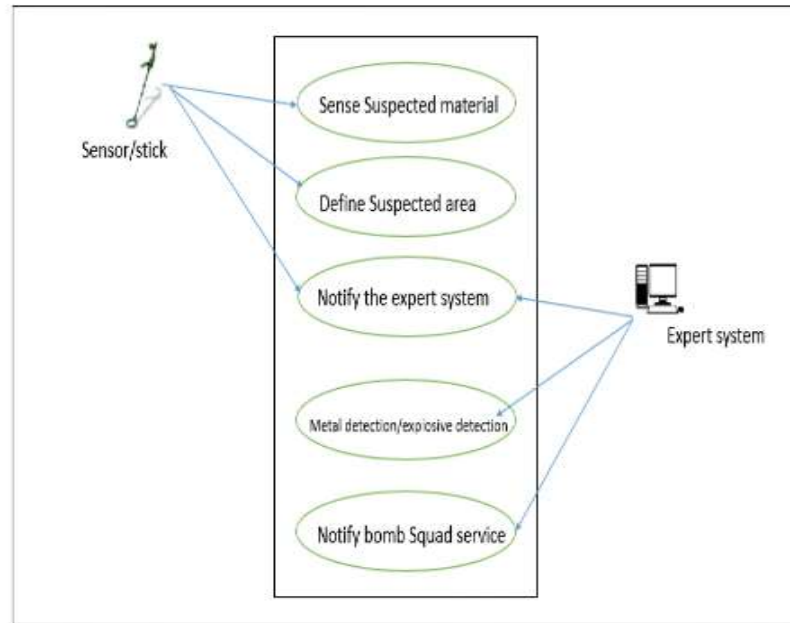 Sense Suspected material
Sensor/stick
Define Suspected area
Notify the expert system
Expert system
Metal detection/explosive detection
Notify bomb Squad service